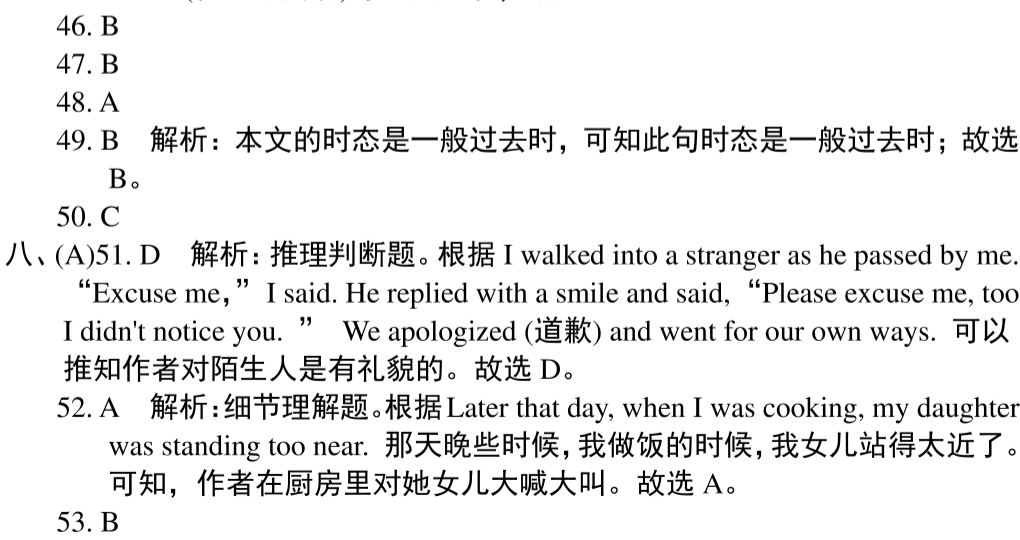 46. B
47. B
48. A
49. B 解析：本文的时态是一般过去时，可知此句时态是一般过去时；故选
B。
50. C
八、(A)51. D 解析：推理判断题。根据 I walked into a stranger as he passed by me.
“Excuse me，” I said. He replied with a smile and said, “Please excuse me, too
I didn't notice you. ” We apologized (道歉) and went for our own ways. 可以
推知作者对陌生人是有礼貌的。故选 D。
52. A 解析：细节理解题。根据Later that day, when I was cooking, my daughter
was standing too near. 那天晚些时候，我做饭的时候，我女儿站得太近了。
可知，作者在厨房里对她女儿大喊大叫。故选 A。
53. B